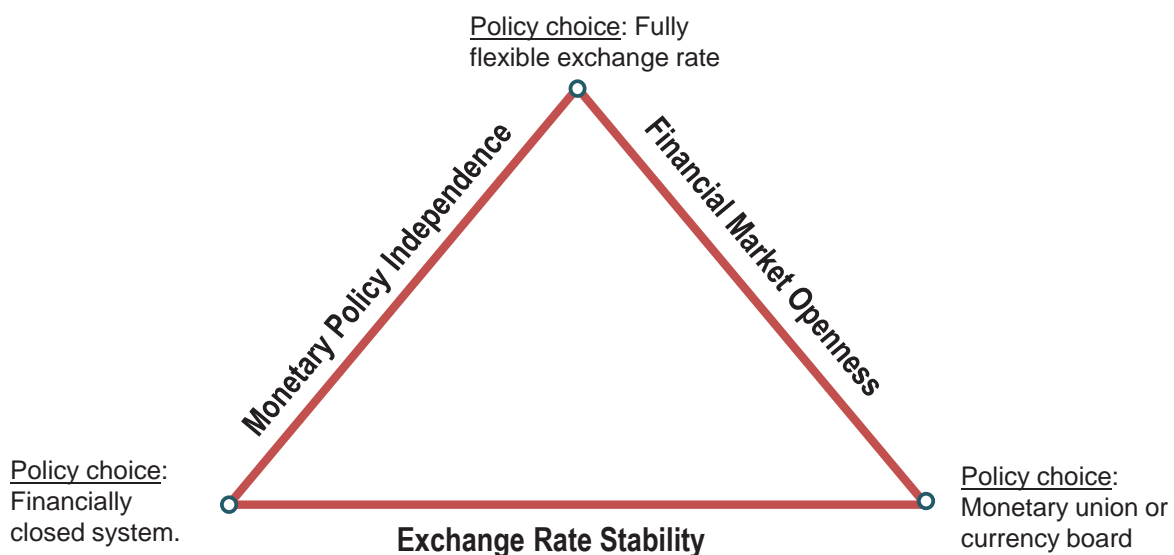 Policy choice: Fully
flexible exchange rate
Monetary Policy Independence
Financial Market Openness
Policy choice:
Financially
closed system.
Exchange Rate Stability
Policy choice:
Monetary union or
currency board